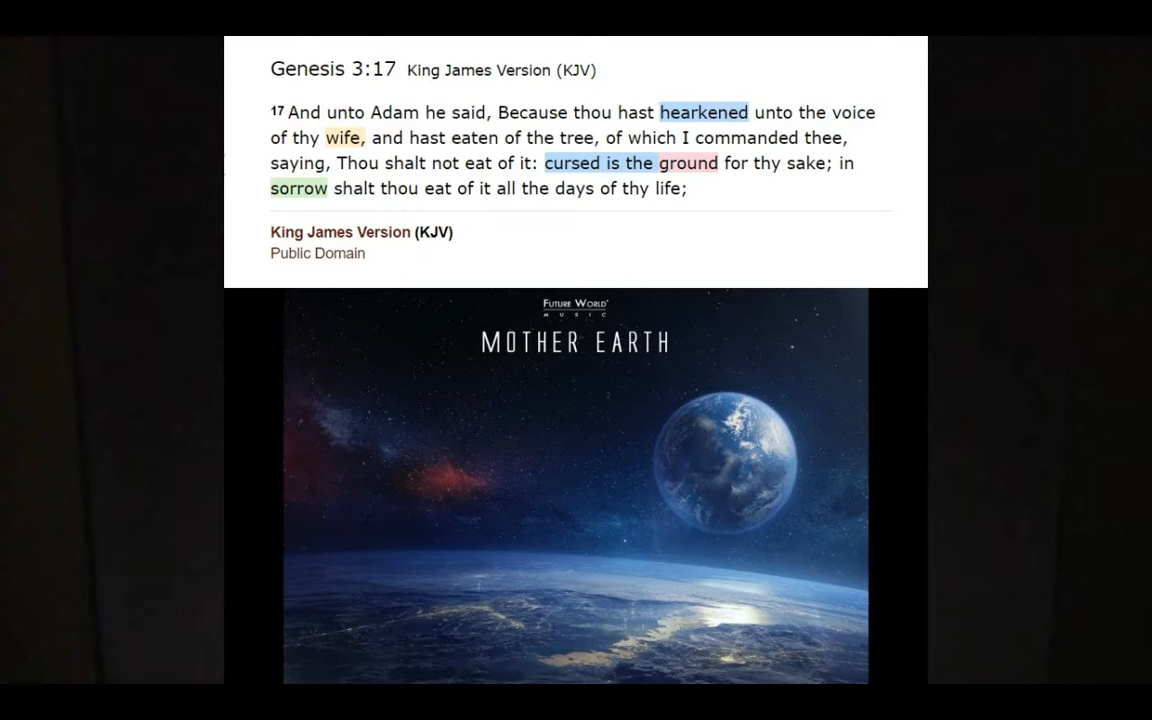 Genesis 3:17 King James Version (KJV)
17 And unto Adam he said, Because thou hast hearkened unto the voice
of thy wife, and hast eaten of the tree, of which I commanded thee,
saying, Thou shalt not eat of it: cursed is the ground for thy sake; in
sorrow shalt thou eat of it all the days of thy life;
King James Version (KJV)
Public Domain
FUTURE WORLD
MUSIC
MOTHER EARTH